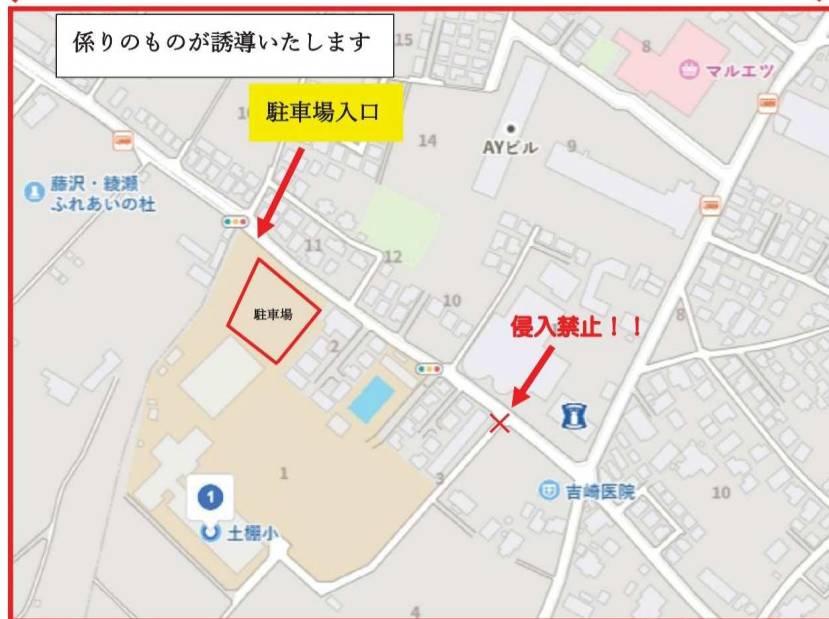 係りのものが誘導いたします
15
8
マルエツ
駐車場入口
14
AYビル
9
藤沢・綾瀬
ふれあいの杜
11
12
10
駐車場
侵入禁止！！
8
2
1
3
吉崎医院
10
1
土棚小
4